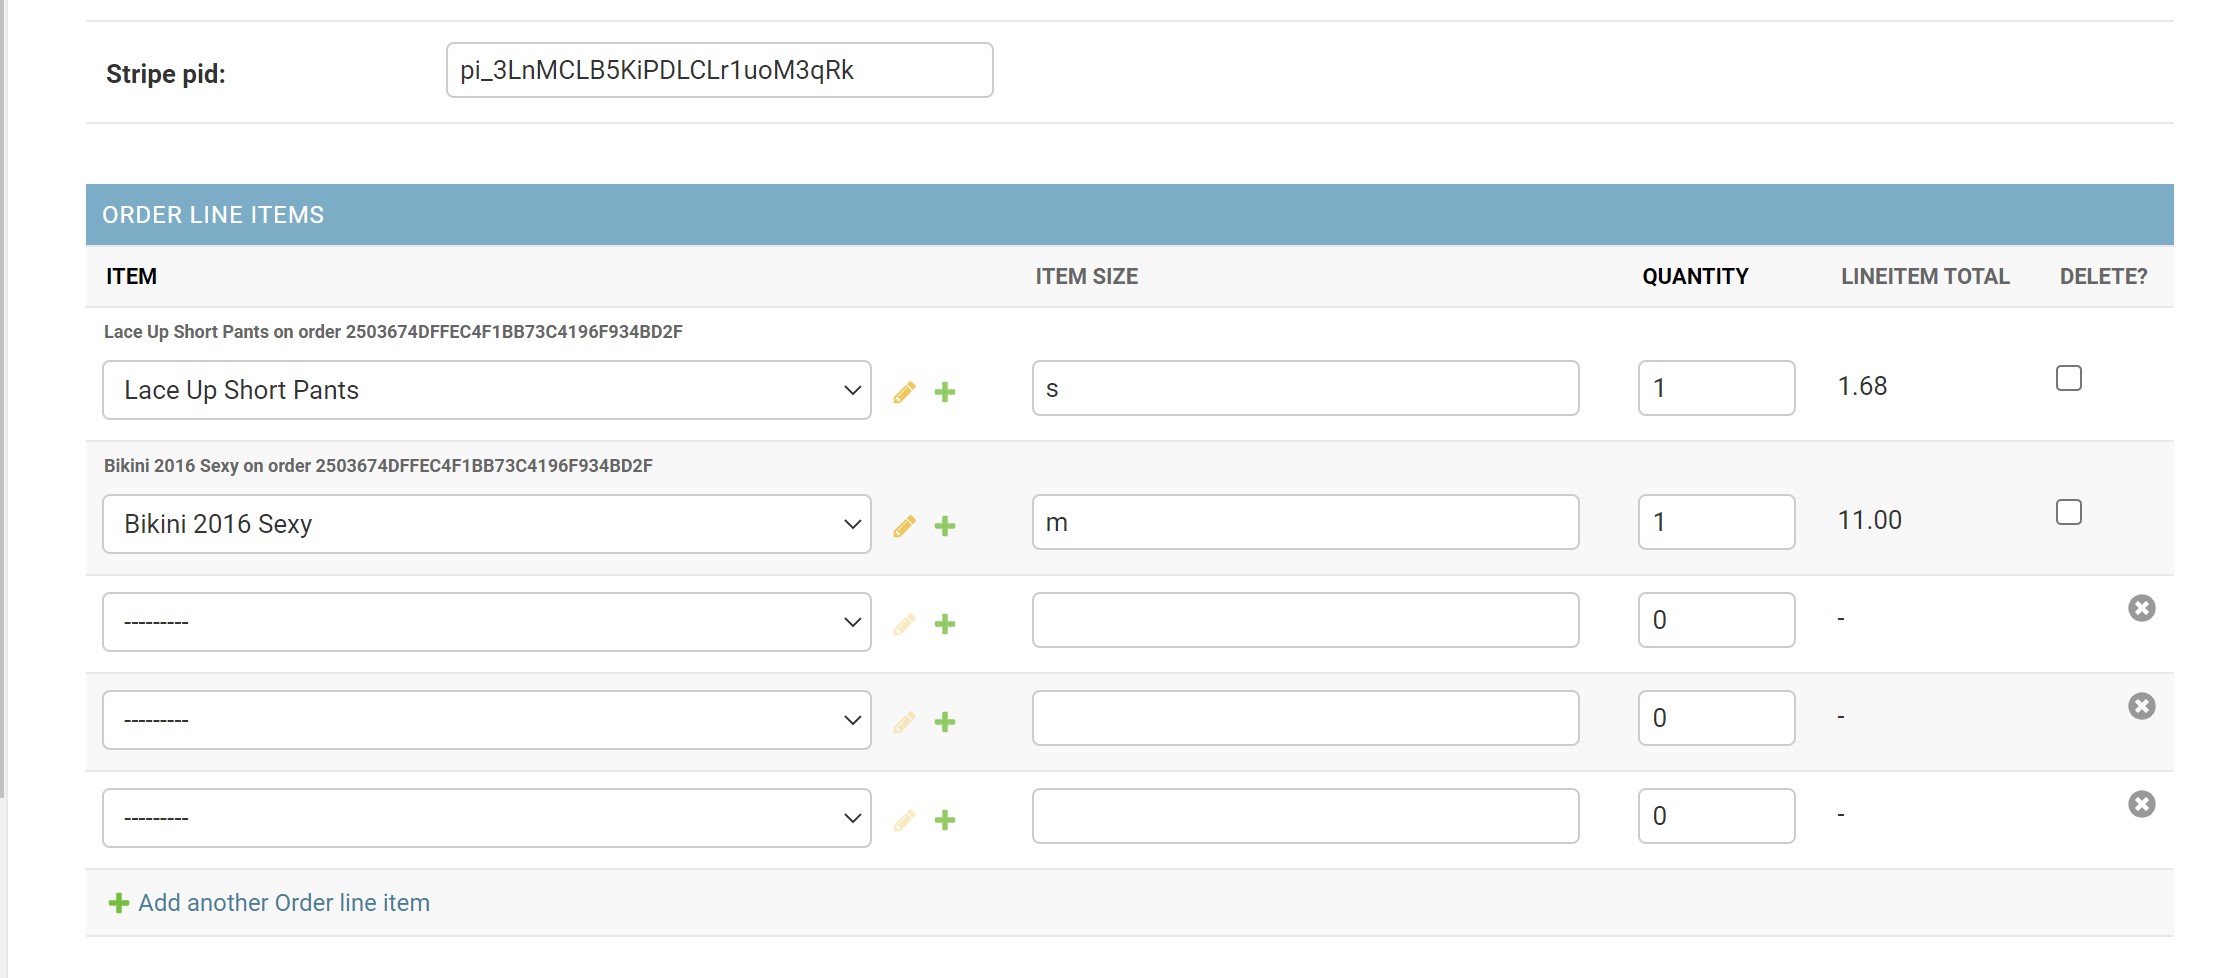 Stripe pid: pi_3LnMCLB5KiPDLCLr1uoM3qRk
ORDER LINE ITEMS
ITEM ITEM SIZE QUANTITY LINEITEM TOTAL DELETE?
Lace Up Short Pants on order 2503674DFFEC4F1BB73C4196F934BD2F
Lace Up Short Pants s 1 1.68
Bikini 2016 Sexy on order 2503674DFFEC4F1BB73C4196F934BD2F
Bikini 2016 Sexy m 1 11.00
--------- 0 -
--------- 0 -
--------- 0 -
Add another Order line item